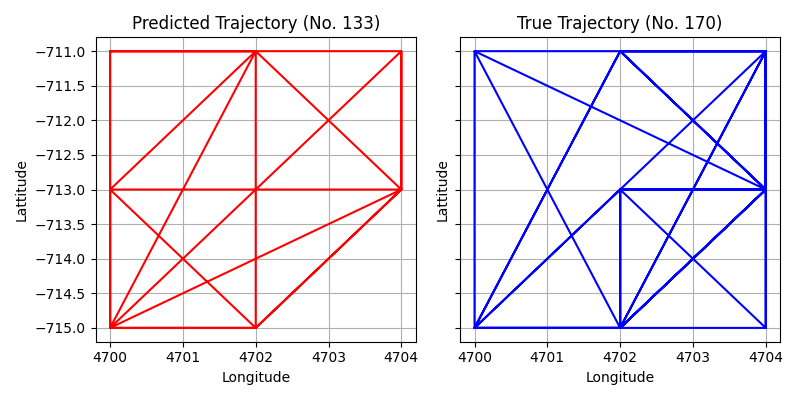 Predicted Trajectory (No. 133)
True Trajectory (No. 170)
Lattitude
−711.0
−711.5
−712.0
−712.5
−713.0
−713.5
−714.0
−714.5
−715.0
4700 4701 4702 4703 4704
Longitude
Lattitude
4700 4701 4702 4703 4704
Longitude